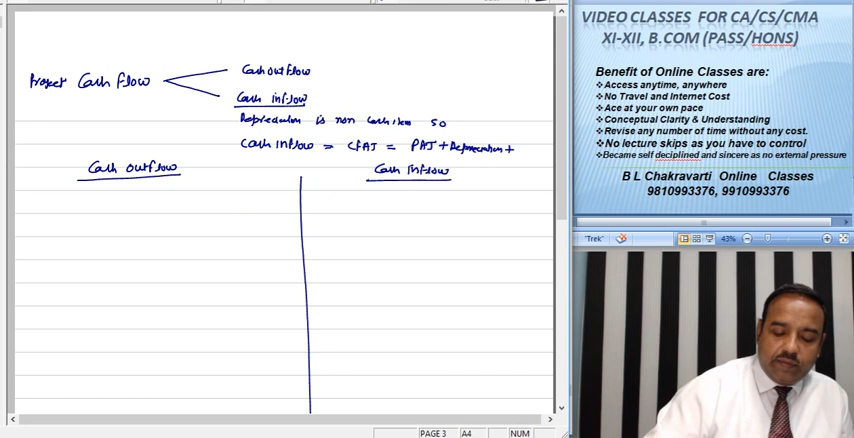 Project Cash flow
Cash outflow
Cash inflow
Depreciation is non cash item so
Cash inflow = CFAT = PAT + Depreciation +
Cash outflow
Cash inflow
VIDEO CLASSES FOR CA/CS/CMA
XI-XII, B.COM (PASS/HONS)
Benefit of Online Classes are:
❖Access anytime, anywhere
❖No Travel and Internet Cost
❖Ace at your own pace
❖Conceptual Clarity & Understanding
❖Revise any number of time without any cost.
❖No lecture skips as you have to control
❖Became self deciplined and sincere as no external pressure
B L Chakravarti Online Classes
9810993376, 9910993376
"Trek"
43%
PAGE 3
A4
NUM